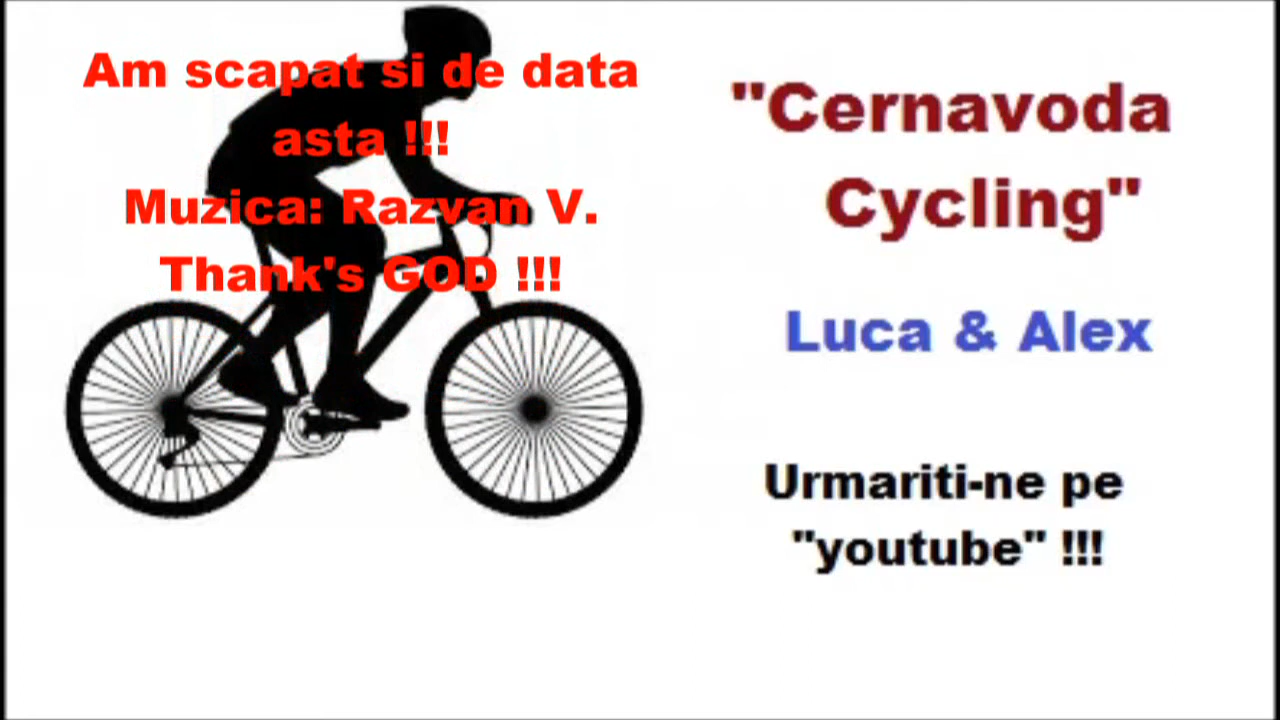 Am scapat si de data
asta !!!
Muzica: Razvan V.
Thank's GOD !!!
"Cernavoda
Cycling"
Luca & Alex
Urmariti-ne pe
"youtube" !!!